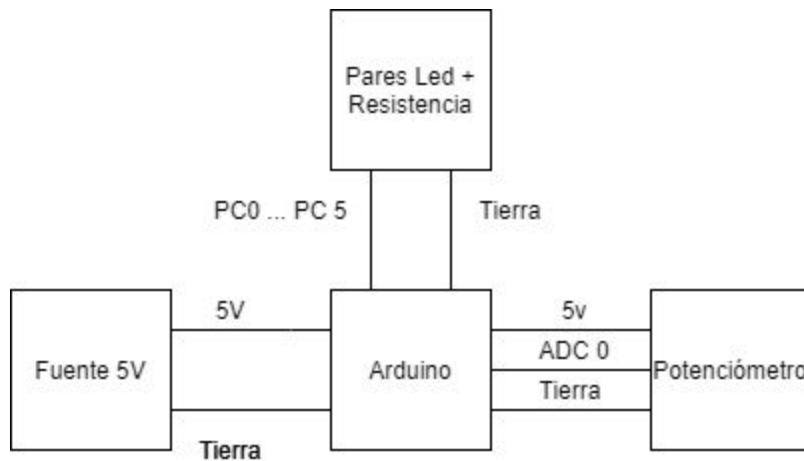 Pares Led +
Resistencia
PC0 ... PC 5
Tierra
5V
5v
ADC 0
Fuente 5V
Arduino
Potenciómetro
Tierra
Tierra